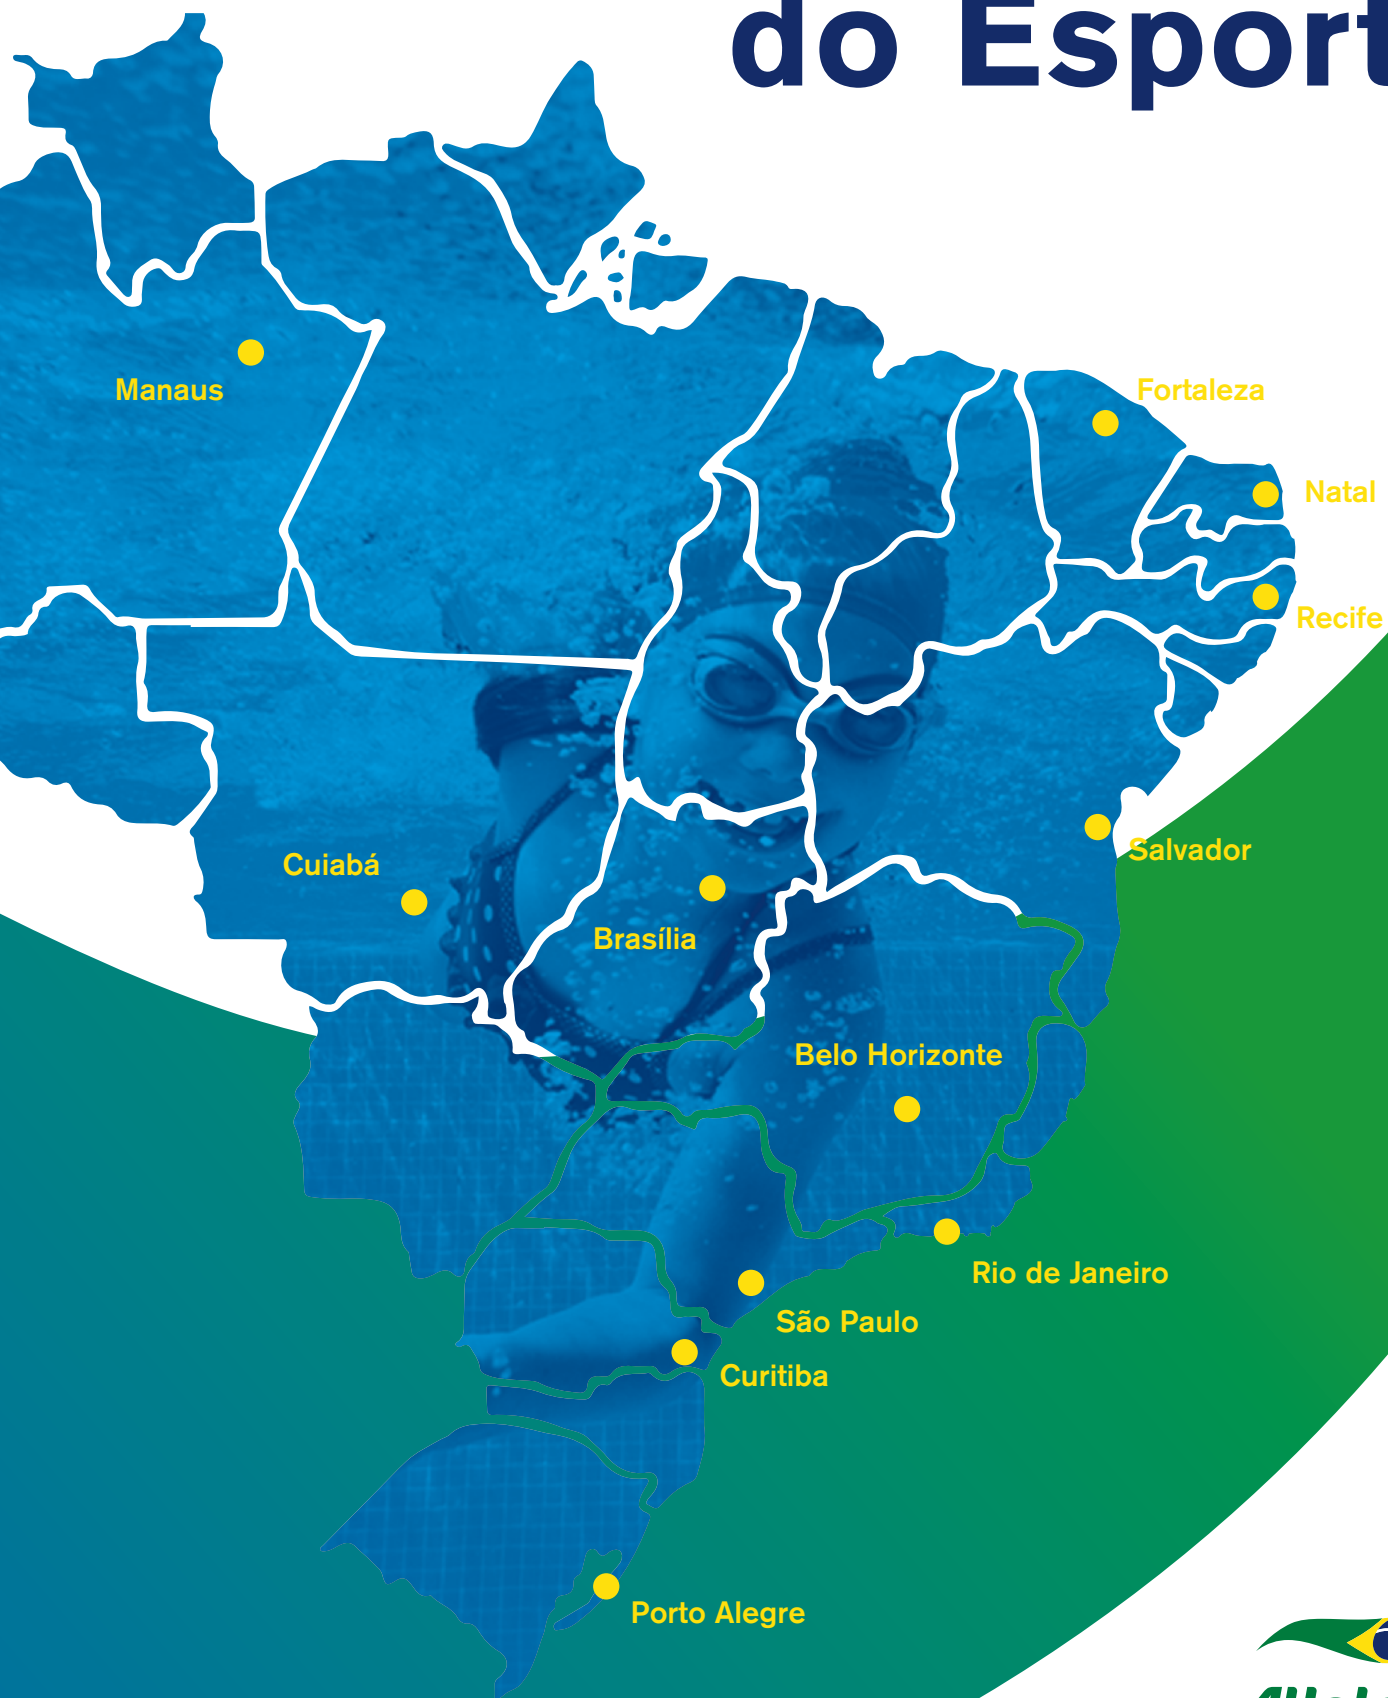 do Esport
Manaus
Fortaleza
Natal
Recife
Cuiabá
Salvador
Brasília
Belo Horizonte
Rio de Janeiro
São Paulo
Curitiba
Porto Alegre